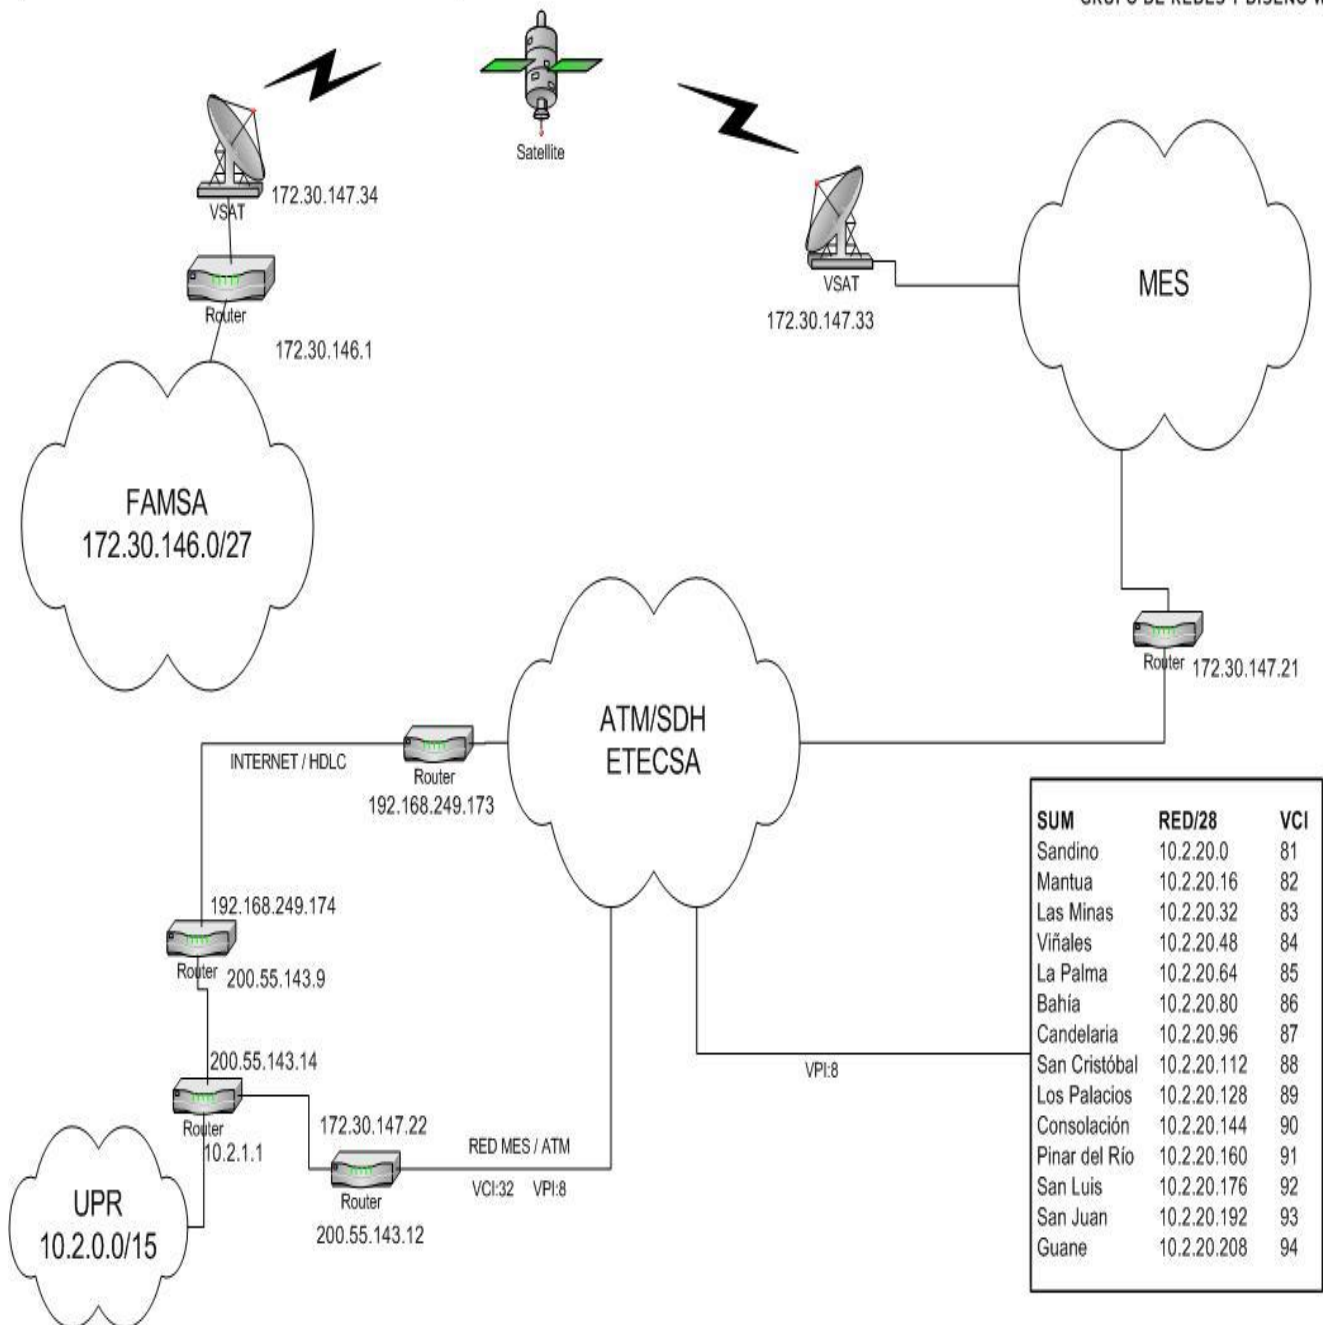 GRUPO DE REDES Y DISEÑO
Satellite
172.30.147.34
VSAT
Router
172.30.146.1
FAMSA
172.30.146.0/27
VSAT
172.30.147.33
MES
Router 172.30.147.21
ATM/SDH
ETECSA
INTERNET / HDLC
Router
192.168.249.173
192.168.249.174
Router 200.55.143.9
200.55.143.14
Router
10.2.1.1
172.30.147.22
Router
200.55.143.12
RED MES / ATM
VCI:32 VPI:8
UPR
10.2.0.0/15
VPI:8
SUM RED/28 VCI
Sandino 10.2.20.0 81
Mantua 10.2.20.16 82
Las Minas 10.2.20.32 83
Viñales 10.2.20.48 84
La Palma 10.2.20.64 85
Bahía 10.2.20.80 86
Candelaria 10.2.20.96 87
San Cristóbal 10.2.20.112 88
Los Palacios 10.2.20.128 89
Consolación 10.2.20.144 90
Pinar del Río 10.2.20.160 91
San Luis 10.2.20.176 92
San Juan 10.2.20.192 93
Guane 10.2.20.208 94